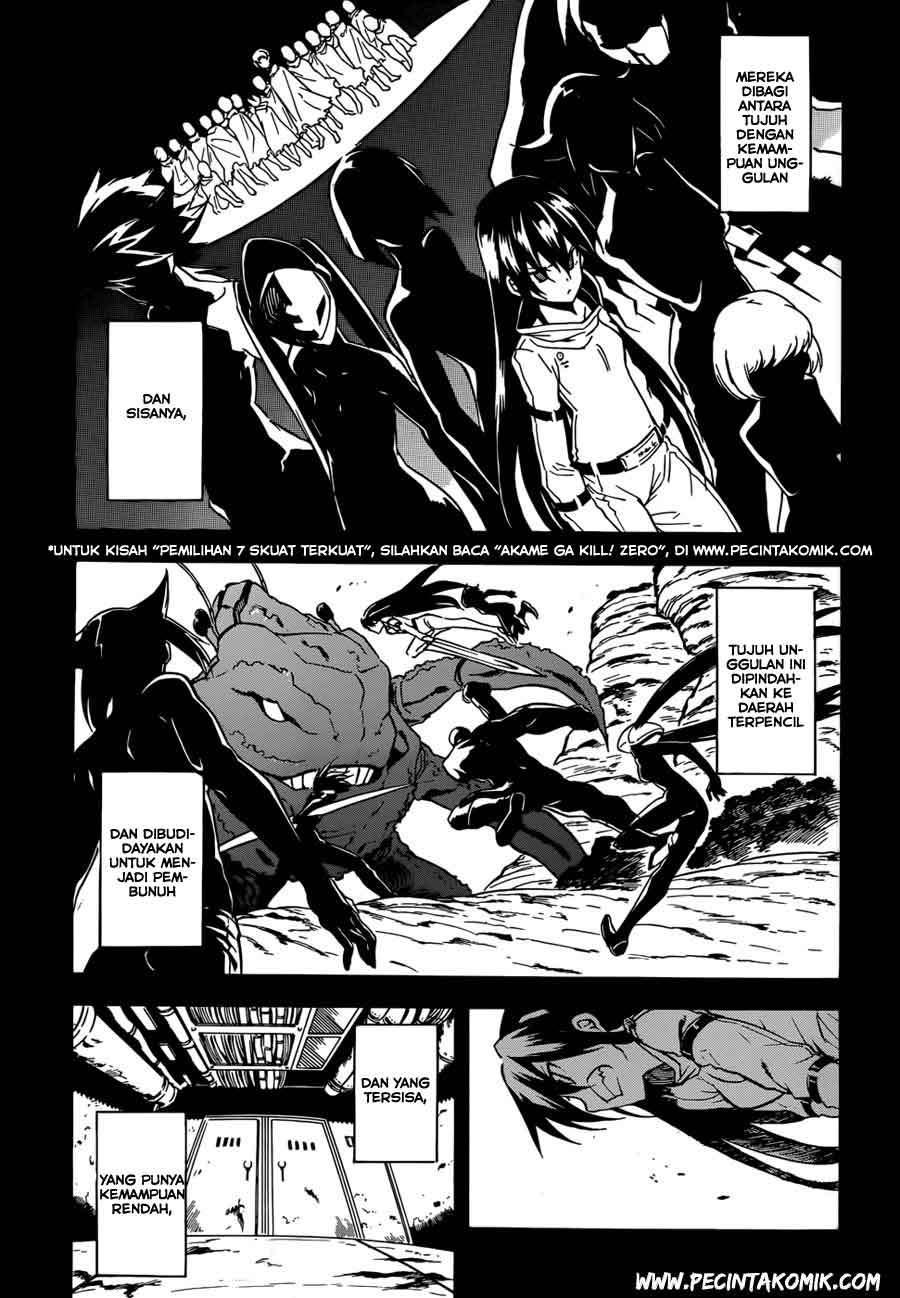 MEREKA
DIBAGI
ANTARA
TUJUH
DENGAN
KEMAM-
PUAN UNG-
GULAN
DAN
SISANYA,
*UNTUK KISAH "PEMILIHAN 7 SKUAT TERKUAT", SILAHKAN BACA "AKAME GA KILL! ZERO", DI WWW.PECINTAKOMIK.COM
TUJUH UN-
GGULAN INI
DIPINDAH-
KAN KE
DAERAH
TERPENCIL
DAN DIBUDI-
DAYAKAN
UNTUK MEN-
JADI PEM-
BUNUH
DAN YANG
TERSISA,
YANG PUNYA
KEMAMPUAN
RENDAH,
WWW.PECINTAKOMIK.COM